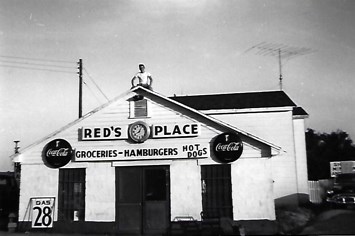 RED'S PLACE
GROCERIES - HAMBURGERS HOT DOGS
Coca-Cola
Coca-Cola
GAS
28